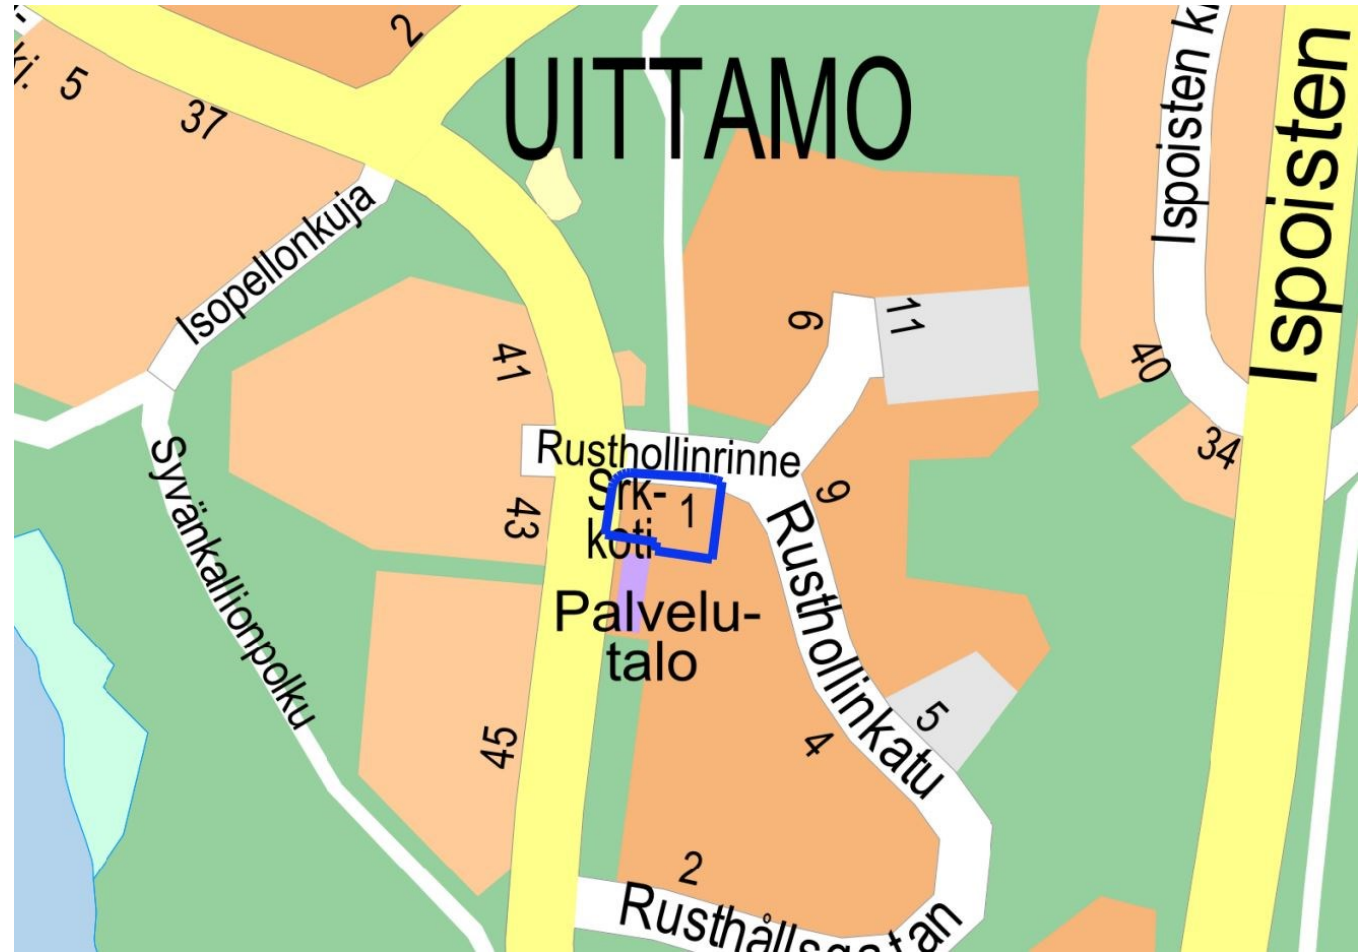 2
kj. 5
37
UITTAMO
Ispoisten
Ispoisten
Isopellonkuja
6
11
41
40
34
Rusthollinrinne
Srk-
koti
1
9
43
Syvänkallionpolku
Rusthollinkatu
Palvelu-
talo
5
4
45
2
Rusthållsgatan